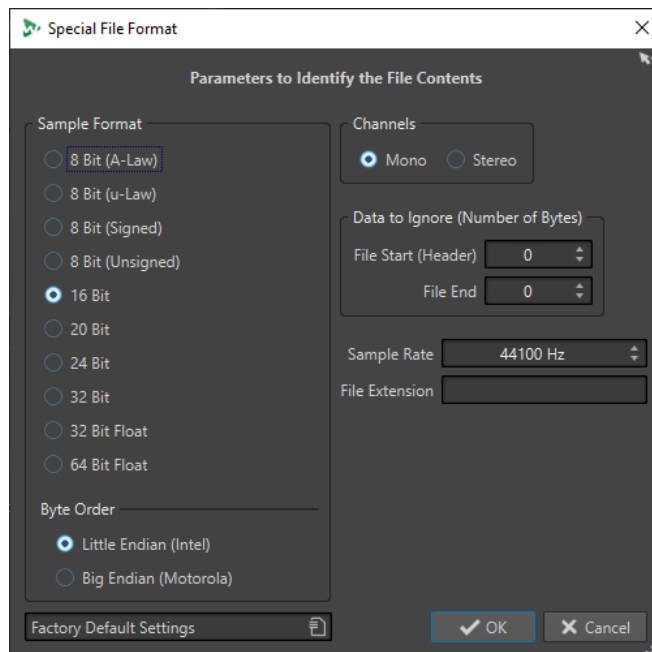 Special File Format
Parameters to Identify the File Contents
Sample Format
8 Bit (A-Law)
8 Bit (u-Law)
8 Bit (Signed)
8 Bit (Unsigned)
16 Bit
20 Bit
24 Bit
32 Bit
32 Bit Float
64 Bit Float
Byte Order
Little Endian (Intel)
Big Endian (Motorola)
Channels
Mono Stereo
Data to Ignore (Number of Bytes)
File Start (Header) 0
File End 0
Sample Rate 44100 Hz
File Extension
Factory Default Settings
OK Cancel